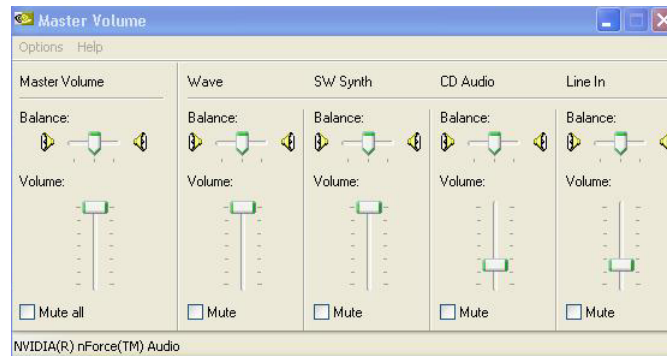 Master Volume
Options Help
Master Volume Wave SW Synth CD Audio Line In
Balance: Balance: Balance: Balance: Balance:
Volume: Volume: Volume: Volume: Volume:
Mute all Mute Mute Mute Mute
NVIDIA(R) nForce(TM) Audio